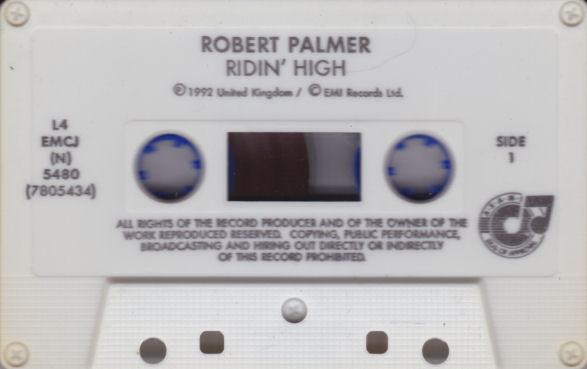 ROBERT PALMER
RIDIN' HIGH
Ⓟ1992 United Kingdom / ©EMI Records Ltd.
L4
EMCJ
(N)
5480
(7805434)
SIDE
1
ALL RIGHTS OF THE RECORD PRODUCER AND OF THE OWNER OF THE
WORK REPRODUCED RESERVED. COPYING, PUBLIC PERFORMANCE,
BROADCASTING AND HIRING OUT DIRECTLY OR INDIRECTLY
OF THIS RECORD PROHIBITED.